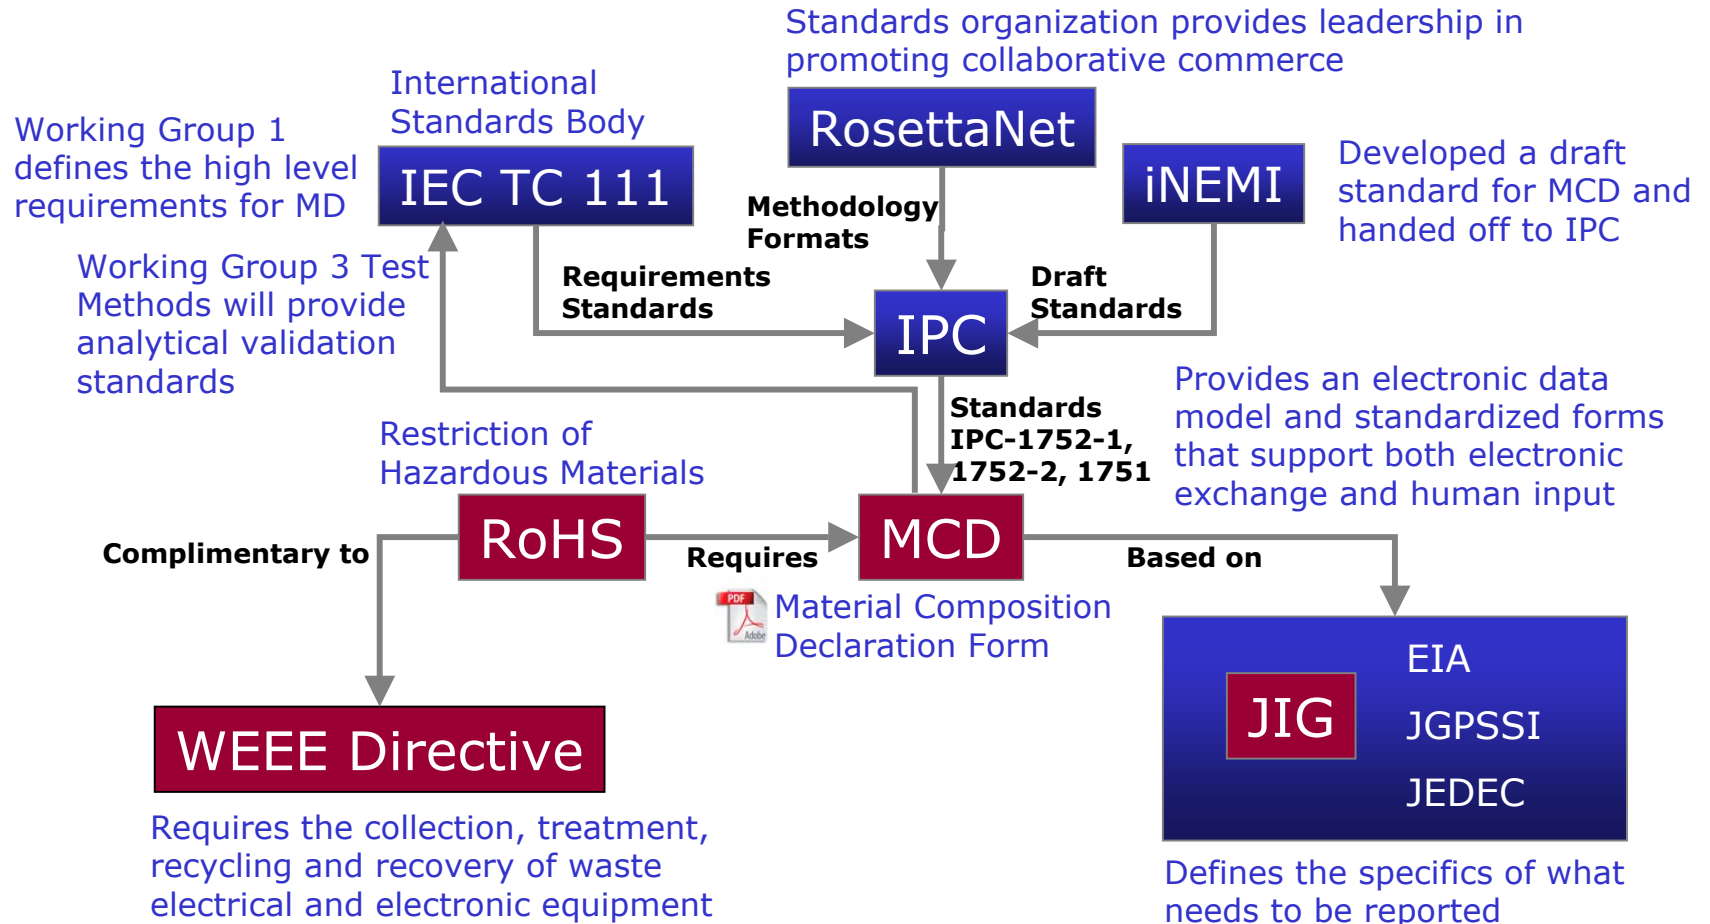 Standards organization provides leadership in
promoting collaborative commerce
International
Standards Body
RosettaNet
Working Group 1
defines the high level
requirements for MD
IEC TC 111
iNEMI
Developed a draft
standard for MCD and
handed off to IPC
Methodology
Formats
Working Group 3 Test
Methods will provide
analytical validation
standards
Requirements
Standards
Draft
Standards
IPC
Provides an electronic data
model and standardized forms
that support both electronic
exchange and human input
Standards
IPC-1752-1,
1752-2, 1751
Restriction of
Hazardous Materials
RoHS
MCD
Complimentary to
Requires
Based on
PDF
Adobe
Material Composition
Declaration Form
JIG
EIA
JGPSSI
JEDEC
WEEE Directive
Requires the collection, treatment,
recycling and recovery of waste
electrical and electronic equipment
Defines the specifics of what
needs to be reported